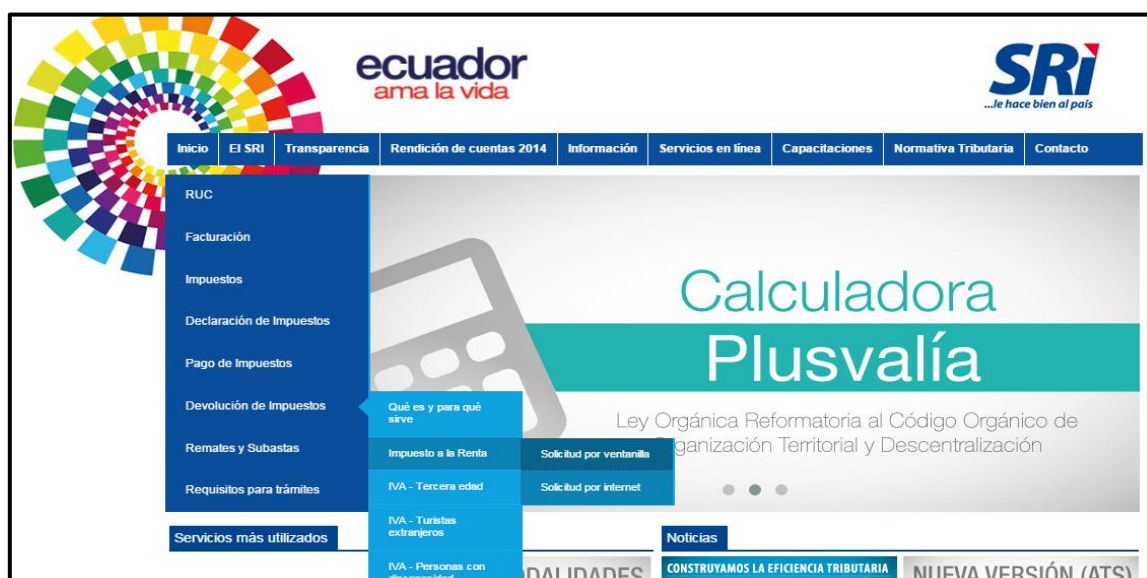 ecuador
ama la vida
SRi
...le hace bien al país
Inicio El SRI Transparencia Rendición de cuentas 2014 Información Servicios en línea Capacitaciones Normativa Tributaria Contacto
RUC
Facturación
Impuestos
Declaración de Impuestos
Pago de Impuestos
Devolución de Impuestos
Remates y Subastas
Requisitos para trámites
Qué es y para qué
sirve
Impuesto a la Renta
IVA - Tercera edad
IVA - Turistas
extranjeros
IVA - Personas con
Solicitud por ventanilla
Solicitud por internet
Calculadora
Plusvalía
Ley Orgánica Reformatoria al Código Orgánico de
Territorial y Descentralización
Servicios más utilizados
Noticias
CONSTRUYAMOS LA EFICIENCIA TRIBUTARIA
NUEVA VERSIÓN (ATS)